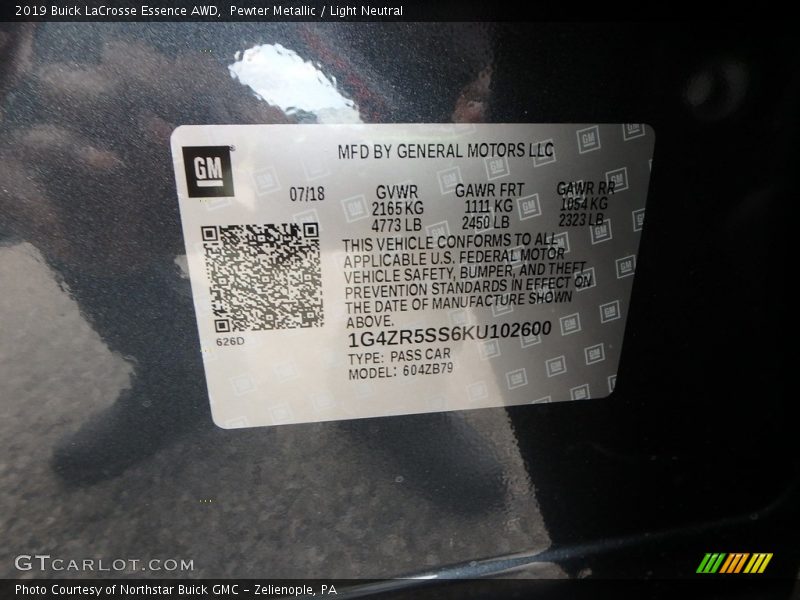 2019 Buick LaCrosse Essence AWD, Pewter Metallic / Light Neutral
GM
MFD BY GENERAL MOTORS LLC
07/18 GVWR GAWR FRT GAWR RR
2165 KG 1111 KG 1054 KG
4773 LB 2450 LB 2323 LB
THIS VEHICLE CONFORMS TO ALL
APPLICABLE U.S. FEDERAL MOTOR
VEHICLE SAFETY, BUMPER, AND THEFT
PREVENTION STANDARDS IN EFFECT ON
THE DATE OF MANUFACTURE SHOWN
ABOVE.
626D
1G4ZR5SS6KU102600
TYPE: PASS CAR
MODEL: 604ZB79
GTCARLOT.COM
Photo Courtesy of Northstar Buick GMC - Zelienople, PA